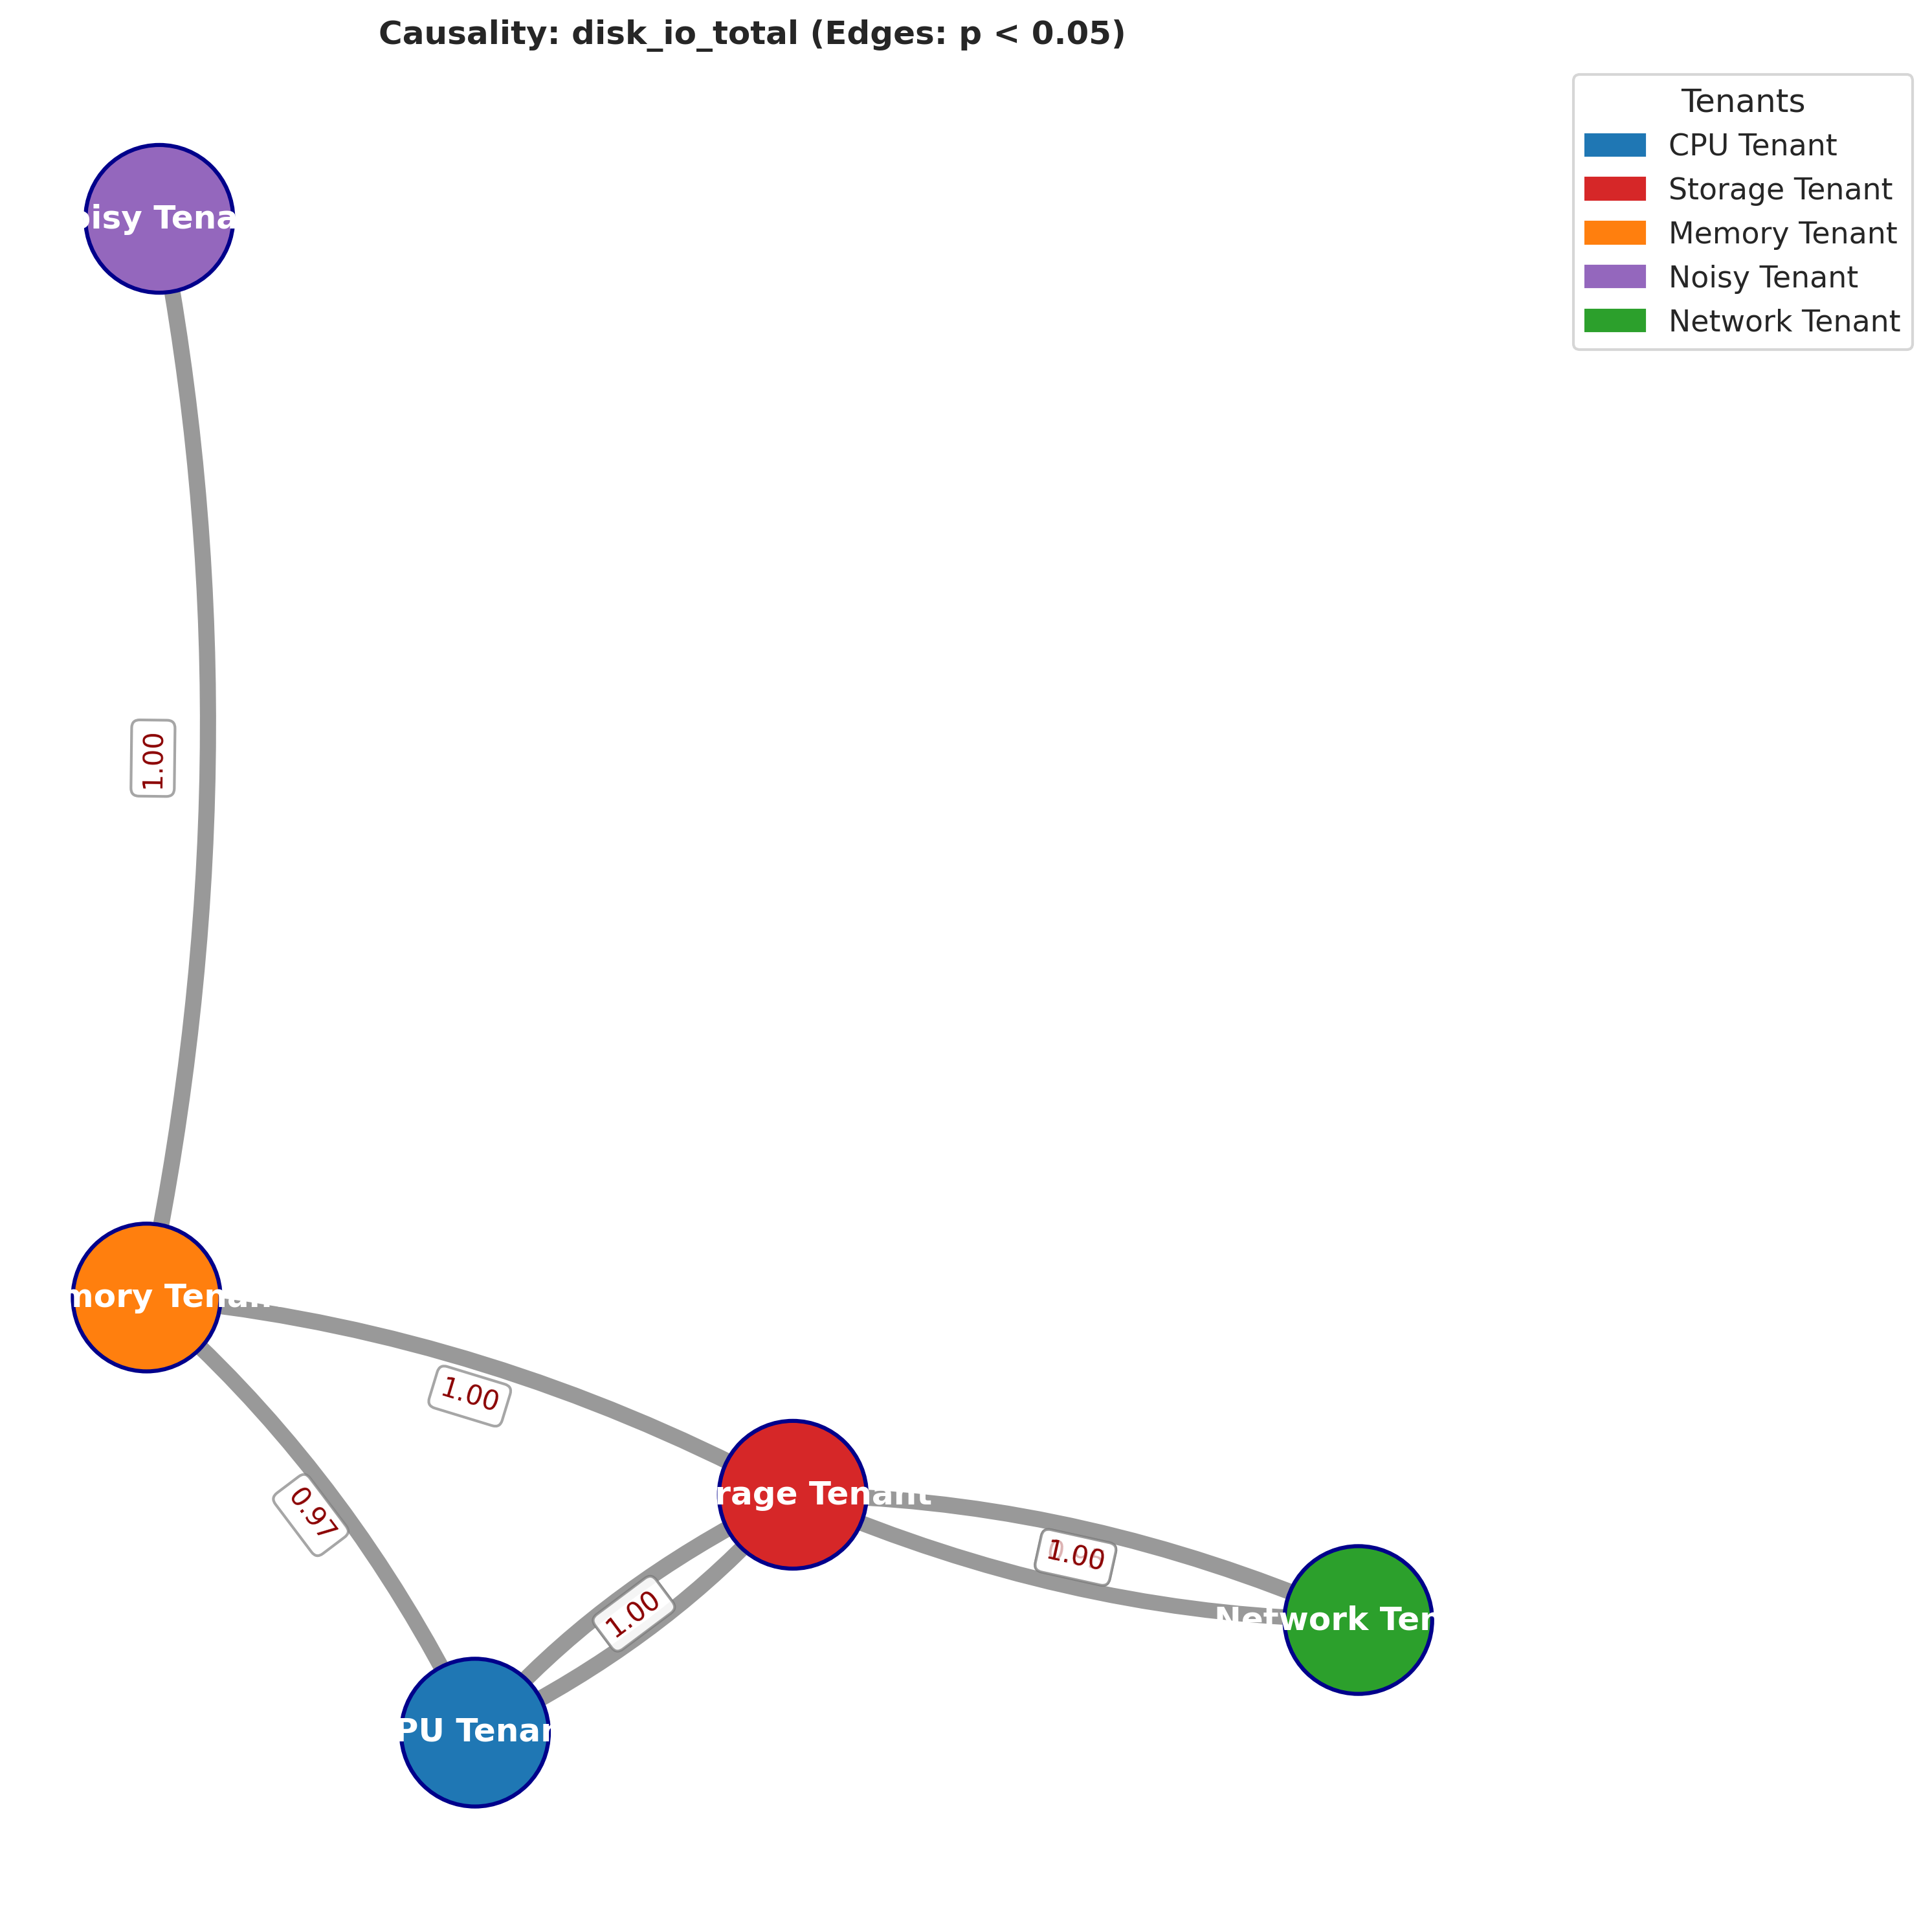 Causality: disk_io_total (Edges: p < 0.05)
Tenants
CPU Tenant
Storage Tenant
Memory Tenant
Noisy Tenant
Network Tenant
oisy Tena
1.00
mory Tenan
1.00
0.97
rage Tenant
1.00
1.00
Network Ten
PU Tenan